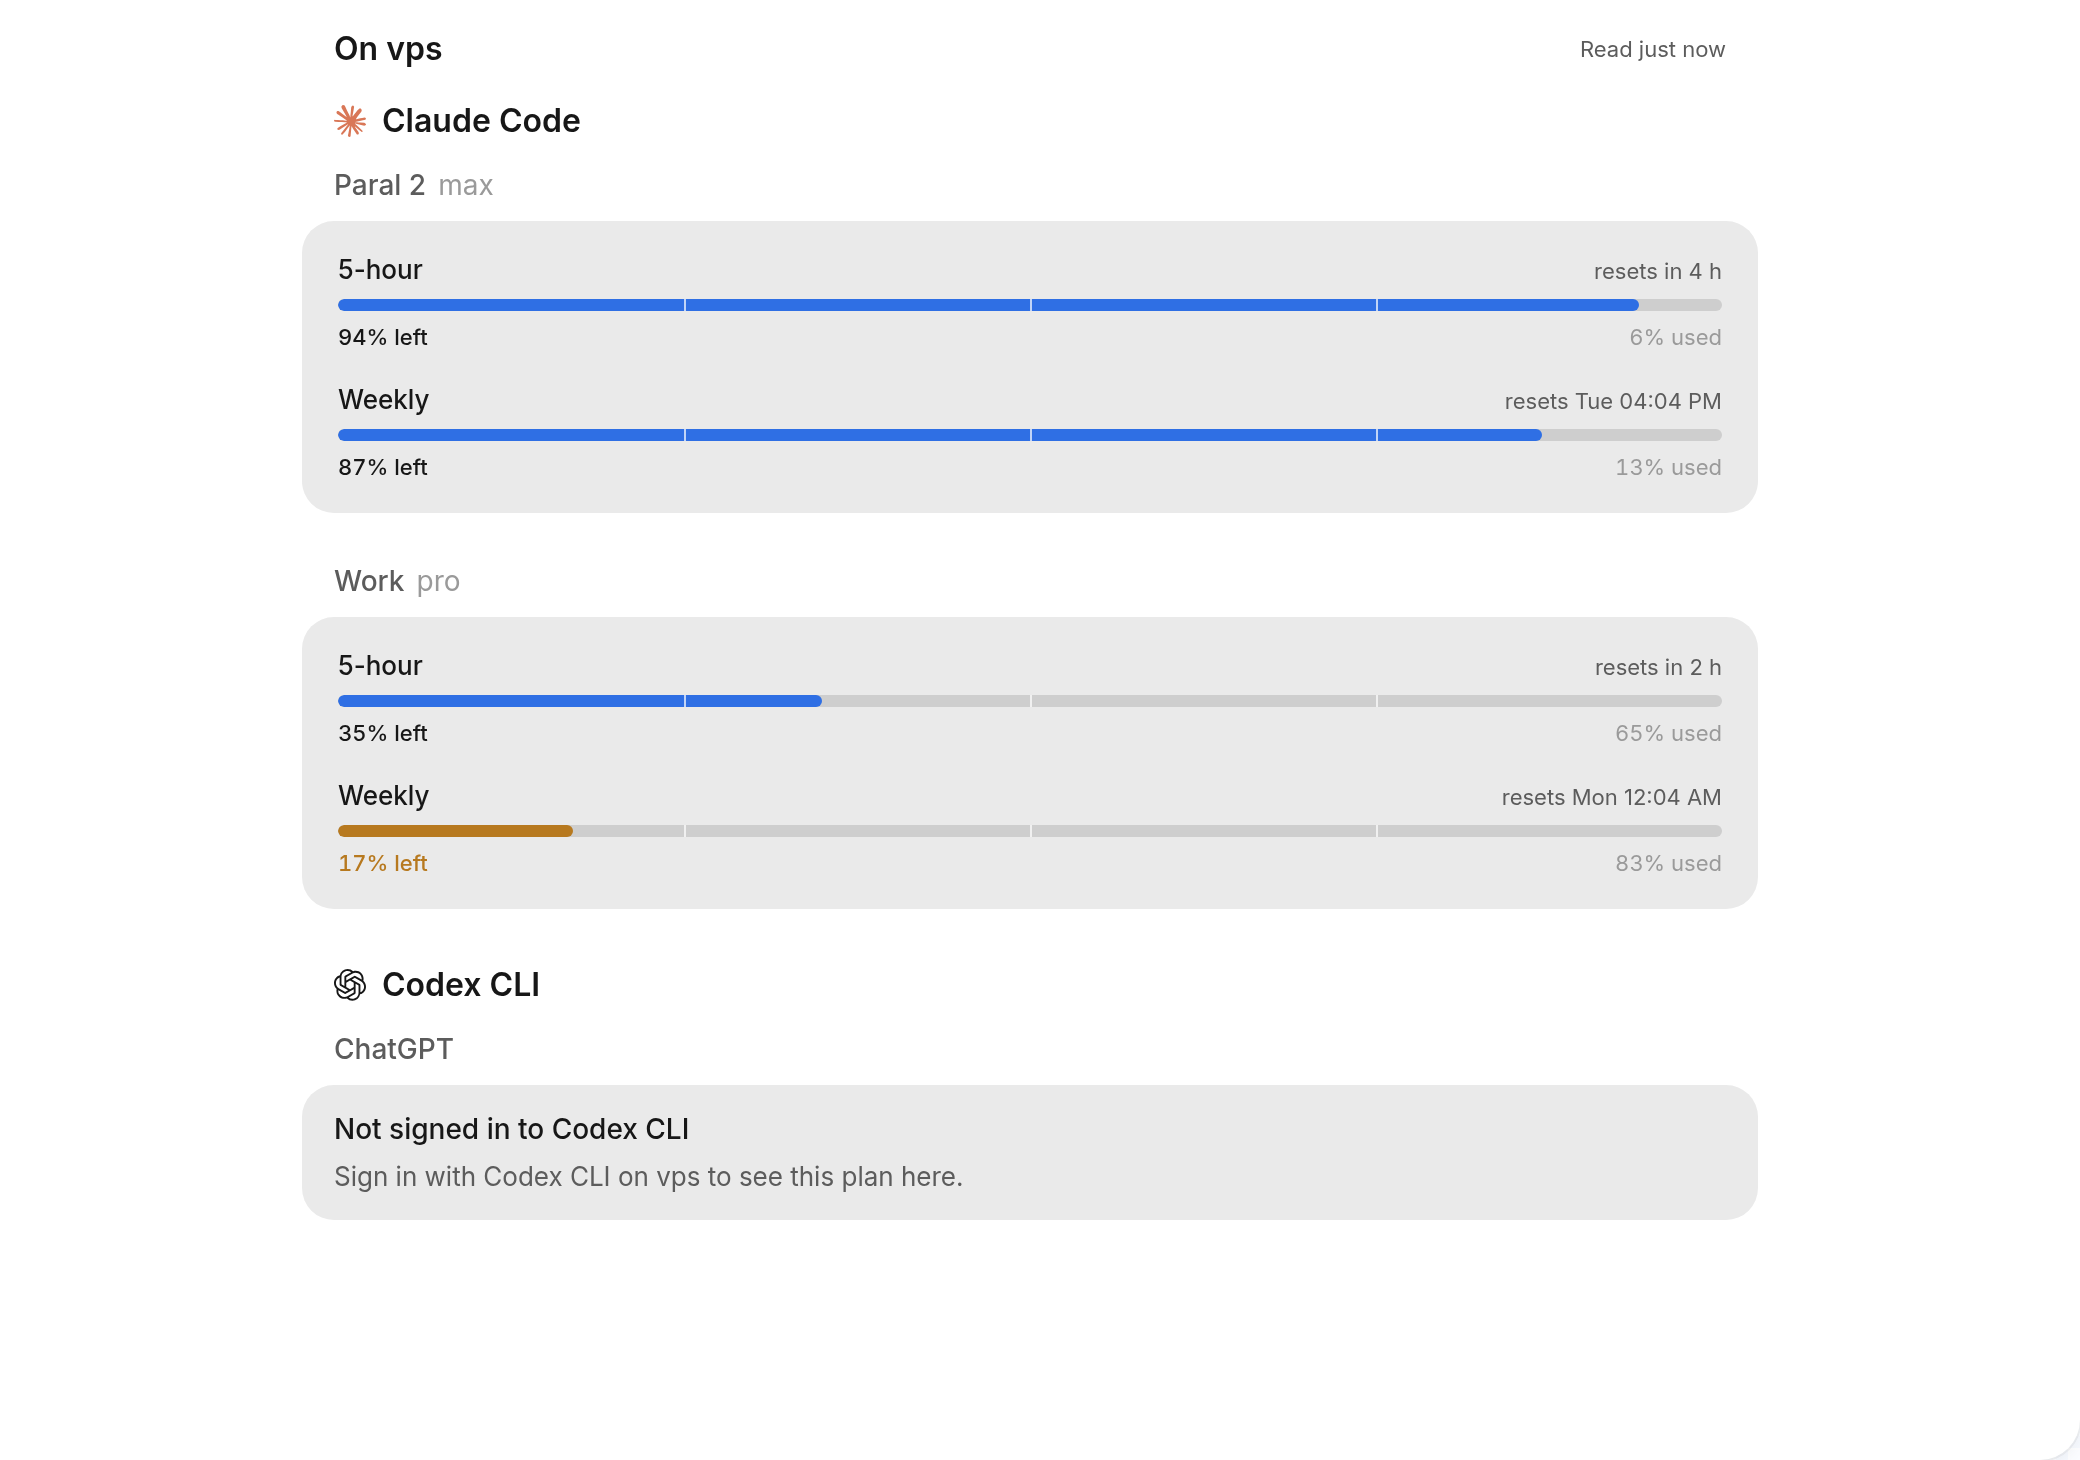 On vps
Read just now
Claude Code
Paral 2 max
5-hour
resets in 4 h
94% left
6% used
Weekly
resets Tue 04:04 PM
87% left
13% used
Work pro
5-hour
resets in 2 h
35% left
65% used
Weekly
resets Mon 12:04 AM
17% left
83% used
Codex CLI
ChatGPT
Not signed in to Codex CLI
Sign in with Codex CLI on vps to see this plan here.